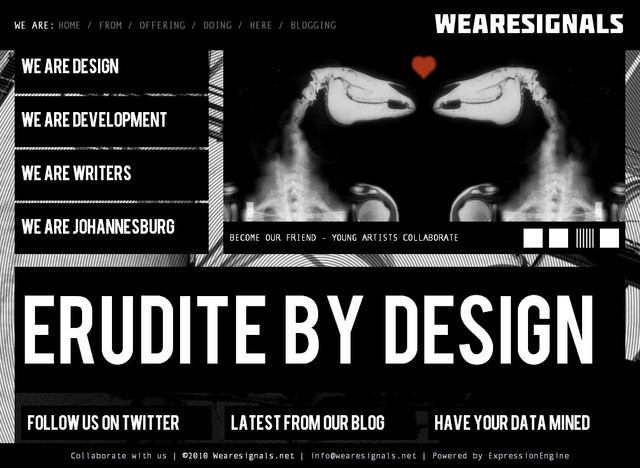 WE ARE: HOME / FROM / OFFERING / DOING / HERE / BLOGGING
WEARESIGNALS
WE ARE DESIGN
WE ARE DEVELOPMENT
WE ARE WRITERS
WE ARE JOHANNESBURG
BECOME OUR FRIEND - YOUNG ARTISTS COLLABORATE
ERUDITE BY DESIGN
FOLLOW US ON TWITTER
LATEST FROM OUR BLOG
HAVE YOUR DATA MINED
Collaborate with us | ©2010 Wearesignals.net | info@wearesignals.net | Powered by ExpressionEngine